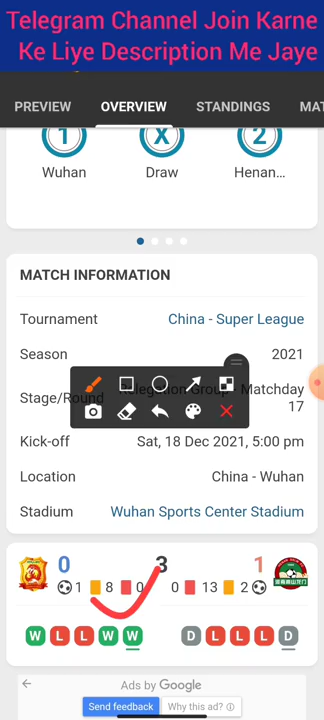 Telegram Channel Join Karne
Ke Liye Description Me Jaye
PREVIEW OVERVIEW STANDINGS MAT
1 X 2
Wuhan Draw Henan...
MATCH INFORMATION
Tournament China - Super League
Season 2021
Stage/Round Relegation Group - Matchday
17
Kick-off Sat, 18 Dec 2021, 5:00 pm
Location China - Wuhan
Stadium Wuhan Sports Center Stadium
0 3 1
1 8 0 0 13 2
W L L W W D L L L D
Ads by Google
Send feedback Why this ad?